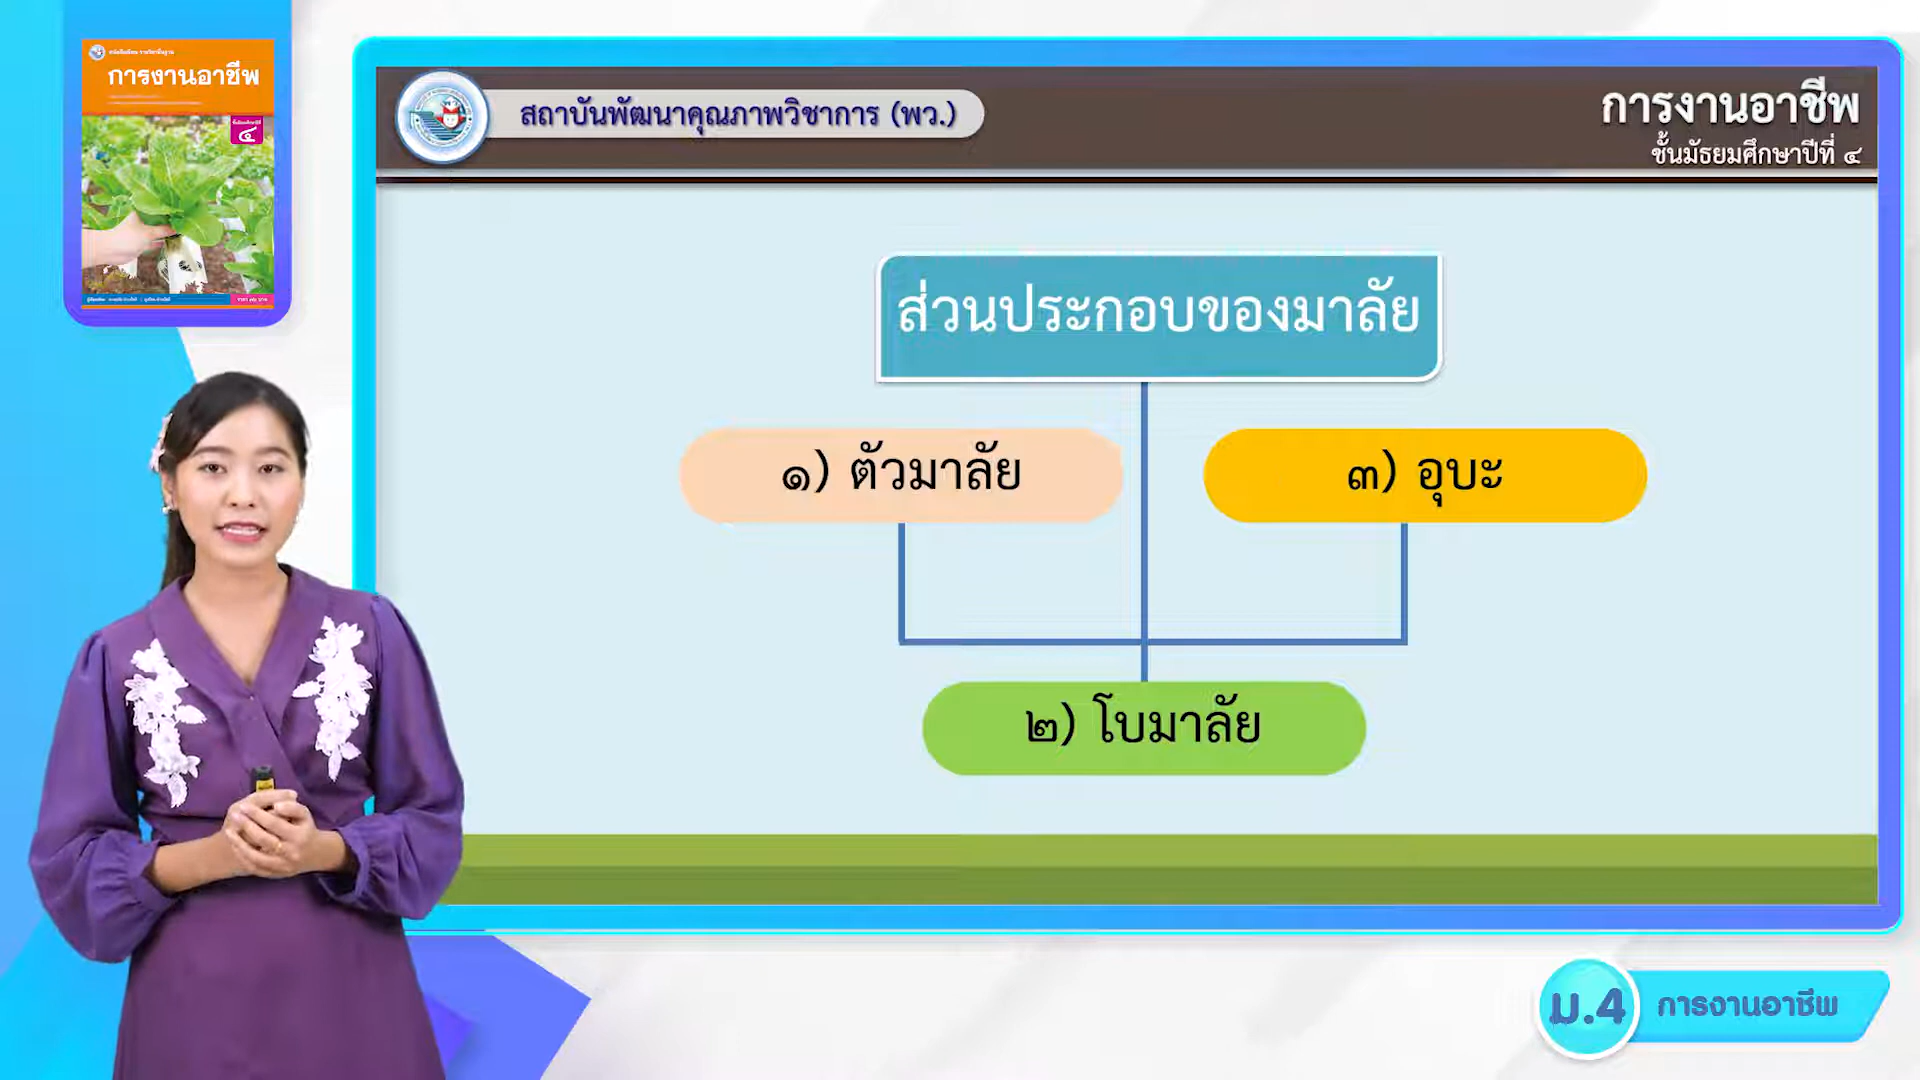 การงานอาชีพ
๔
สถาบันพัฒนาคุณภาพวิชาการ (พว.)
การงานอาชีพ
ชั้นมัธยมศึกษาปีที่ ๔
ส่วนประกอบของมาลัย
๑) ตัวมาลัย
๓) อุบะ
๒) โบมาลัย
ม.4 การงานอาชีพ